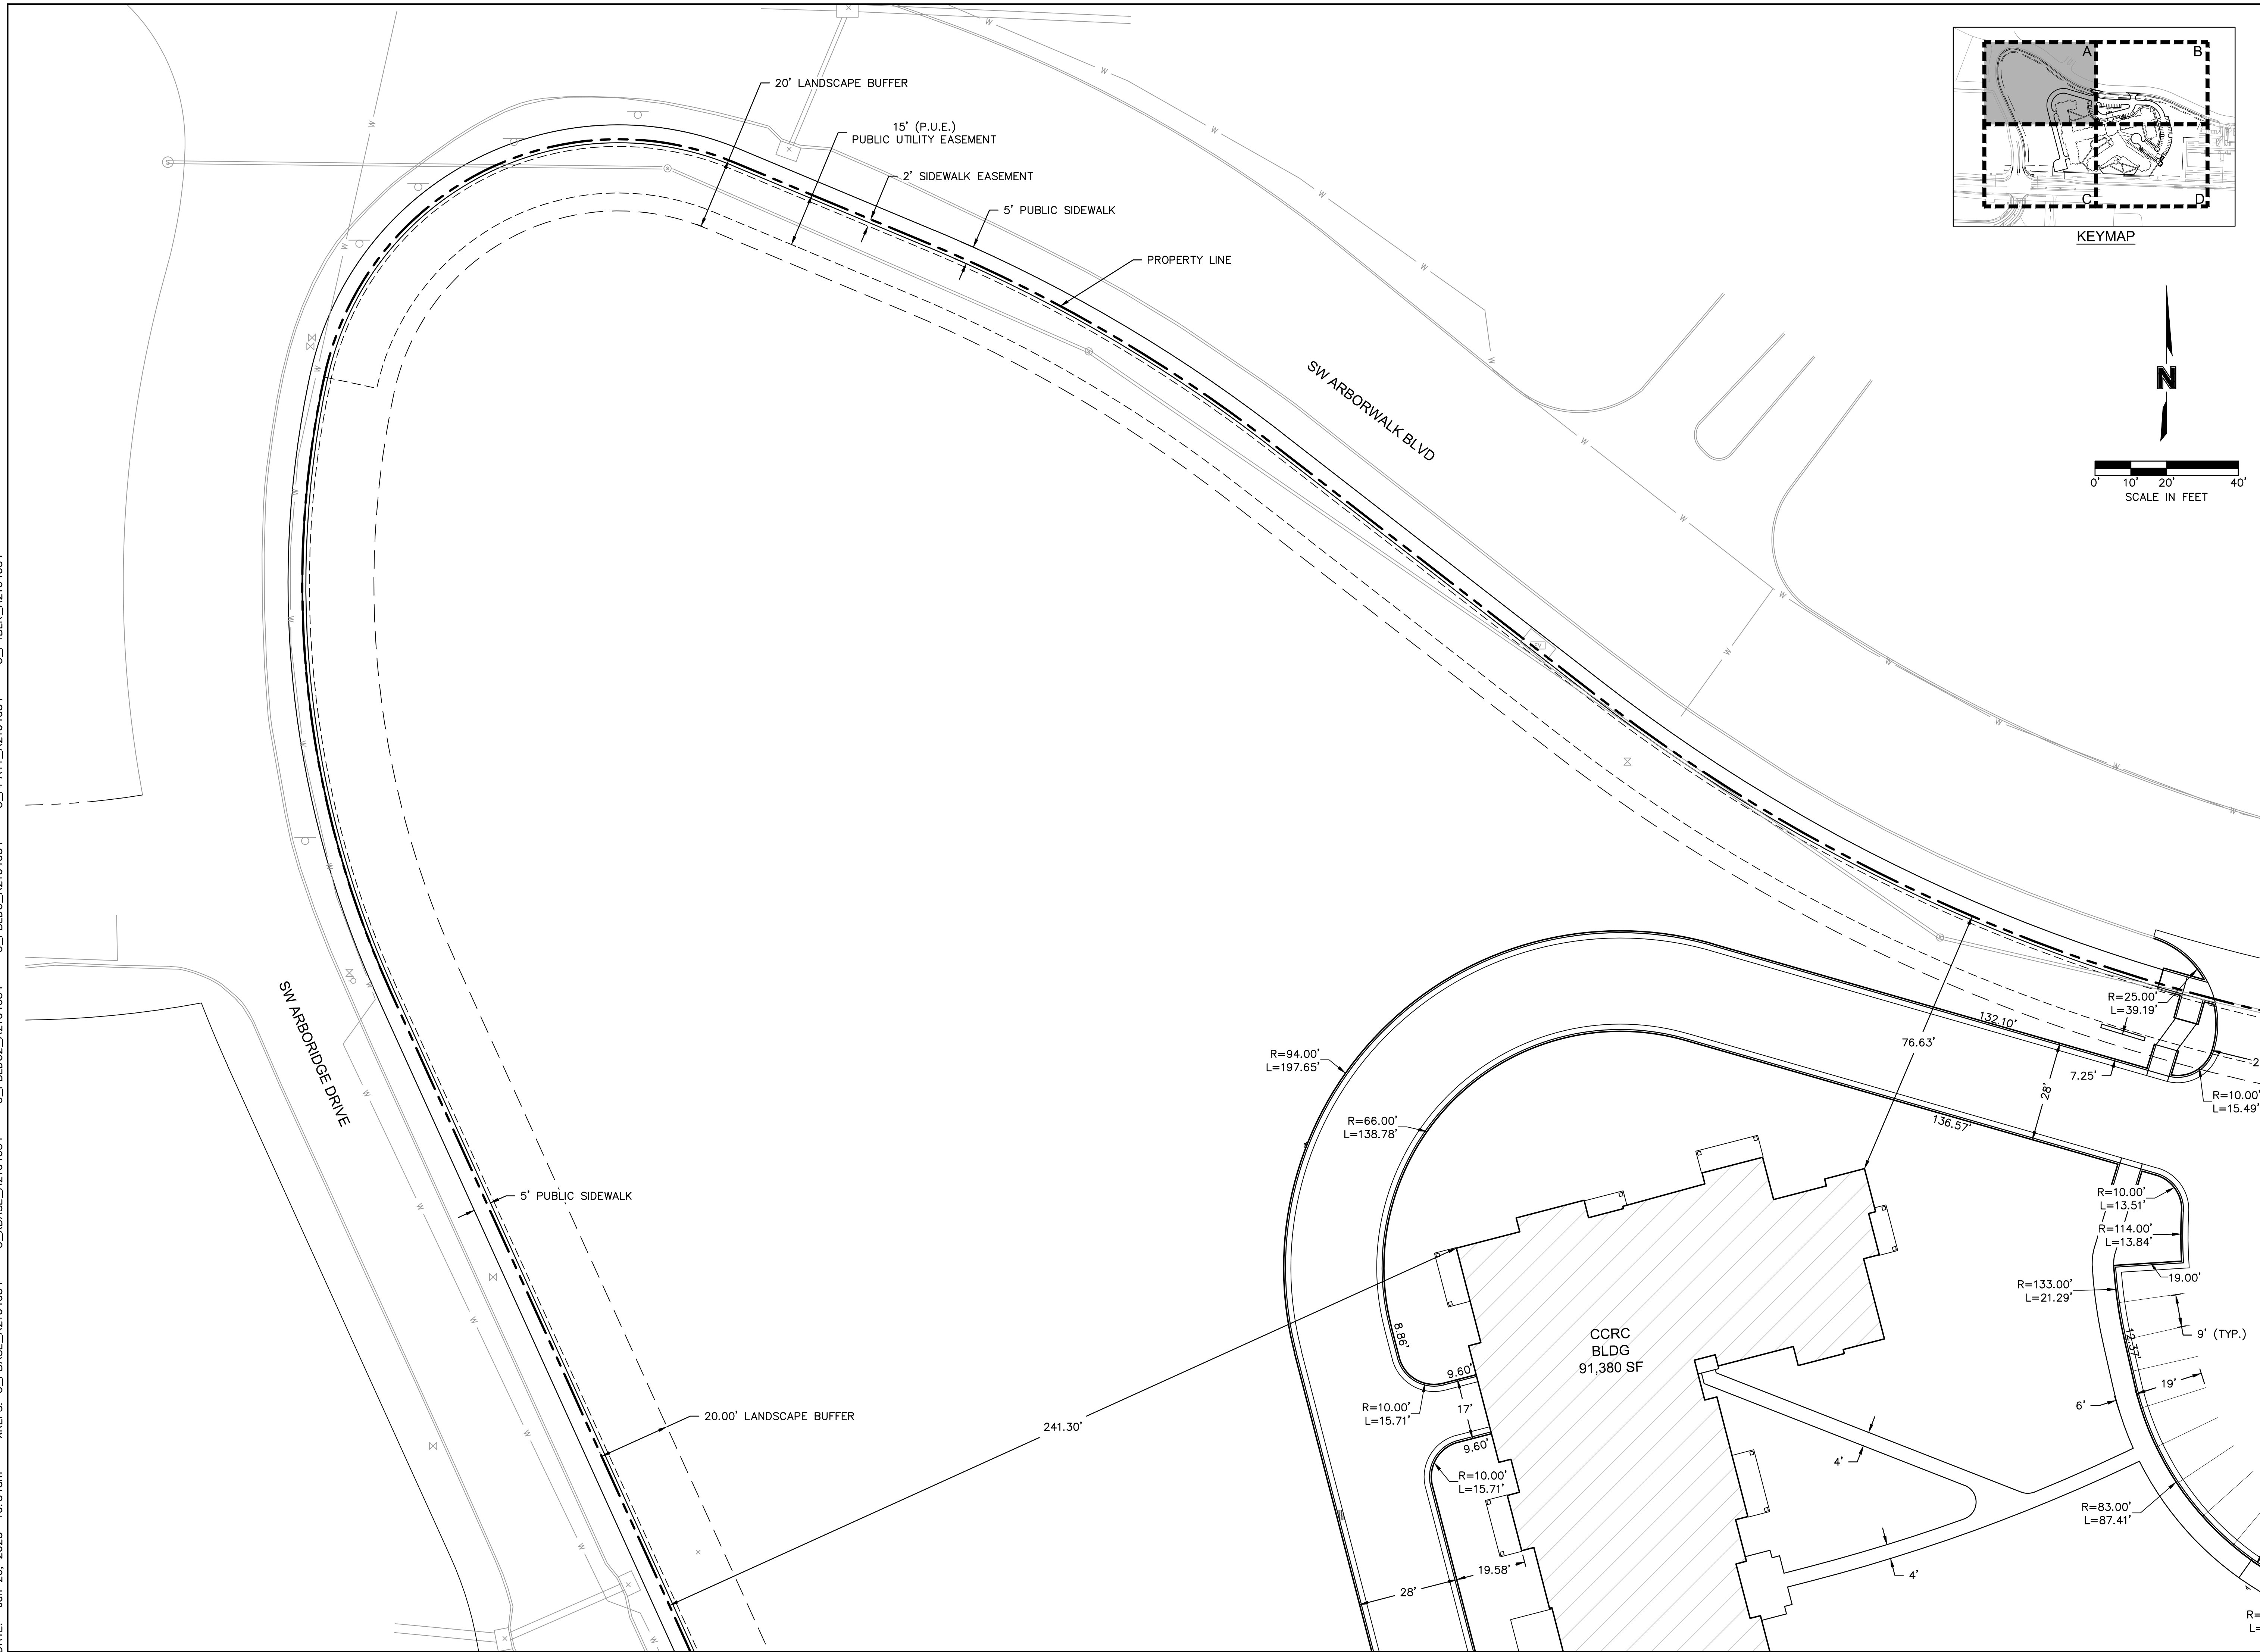 20' LANDSCAPE BUFFER
15' (P.U.E.)
PUBLIC UTILITY EASEMENT
2' SIDEWALK EASEMENT
5' PUBLIC SIDEWALK
PROPERTY LINE
A
B
C
D
KEYMAP
N
0' 10' 20' 40'
SCALE IN FEET
SW ARBORWALK BLVD
SW ARBORIDGE DRIVE
R=25.00'
L=39.19'
132.10'
76.63'
28'
7.25'
R=10.00'
L=15.49'
R=94.00'
L=197.65'
R=66.00'
L=138.78'
136.57'
5' PUBLIC SIDEWALK
R=10.00'
L=13.51'
R=114.00'
L=13.84'
19.00'
R=133.00'
L=21.29'
9' (TYP.)
12.37'
19'
6'
CCRC
BLDG
91,380 SF
8.86'
9.60'
R=10.00'
L=15.71'
17'
9.60'
R=10.00'
L=15.71'
20.00' LANDSCAPE BUFFER
241.30'
4'
R=83.00'
L=87.41'
19.58'
28'
4'